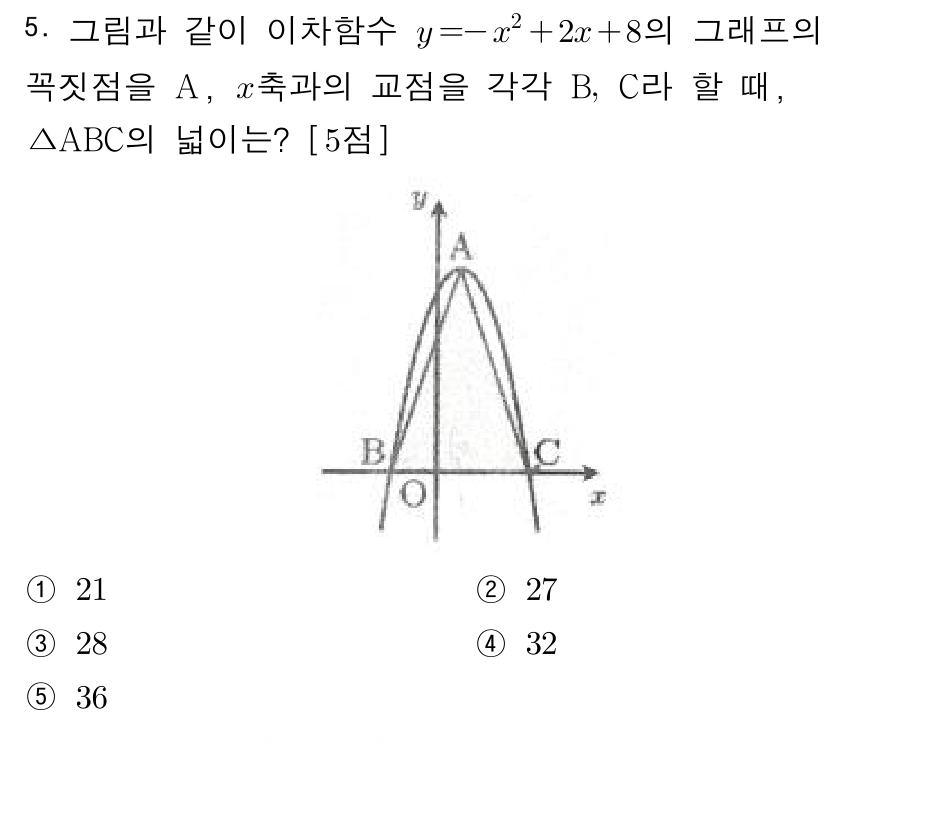 5. 그림과 같이 이차함수 y=-x²+2x+8의 그래프의
꼭짓점을 A, x축과의 교점을 각각 B, C라 할 때,
△ABC의 넓이는? [5점]
y
A
B
C
O
x
① 21
② 27
③ 28
④ 32
⑤ 36